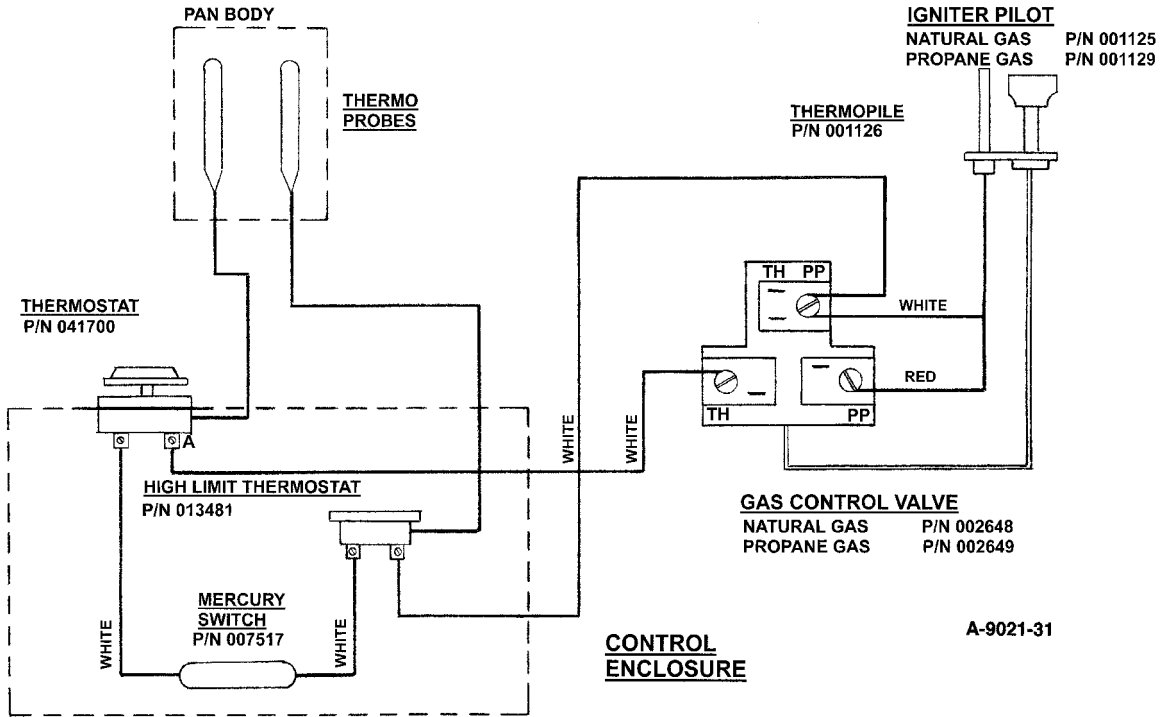 PAN BODY
IGNITER PILOT
NATURAL GAS P/N 001125
PROPANE GAS P/N 001129
THERMO
PROBES
THERMOPILE
P/N 001126
TH PP
THERMOSTAT
P/N 041700
WHITE
RED
TH
PP
A
WHITE
WHITE
HIGH LIMIT THERMOSTAT
P/N 013481
GAS CONTROL VALVE
NATURAL GAS P/N 002648
PROPANE GAS P/N 002649
MERCURY
SWITCH
P/N 007517
WHITE
WHITE
CONTROL
ENCLOSURE
A-9021-31